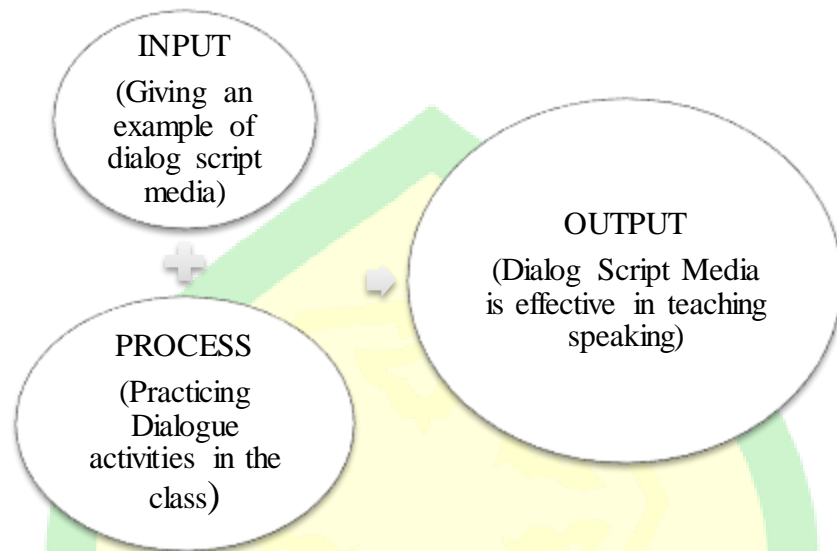 INPUT
(Giving an
example of
dialog script
media)
PROCESS
(Practicing
Dialogue
activities in the
class)
OUTPUT
(Dialog Script Media
is effective in teaching
speaking)